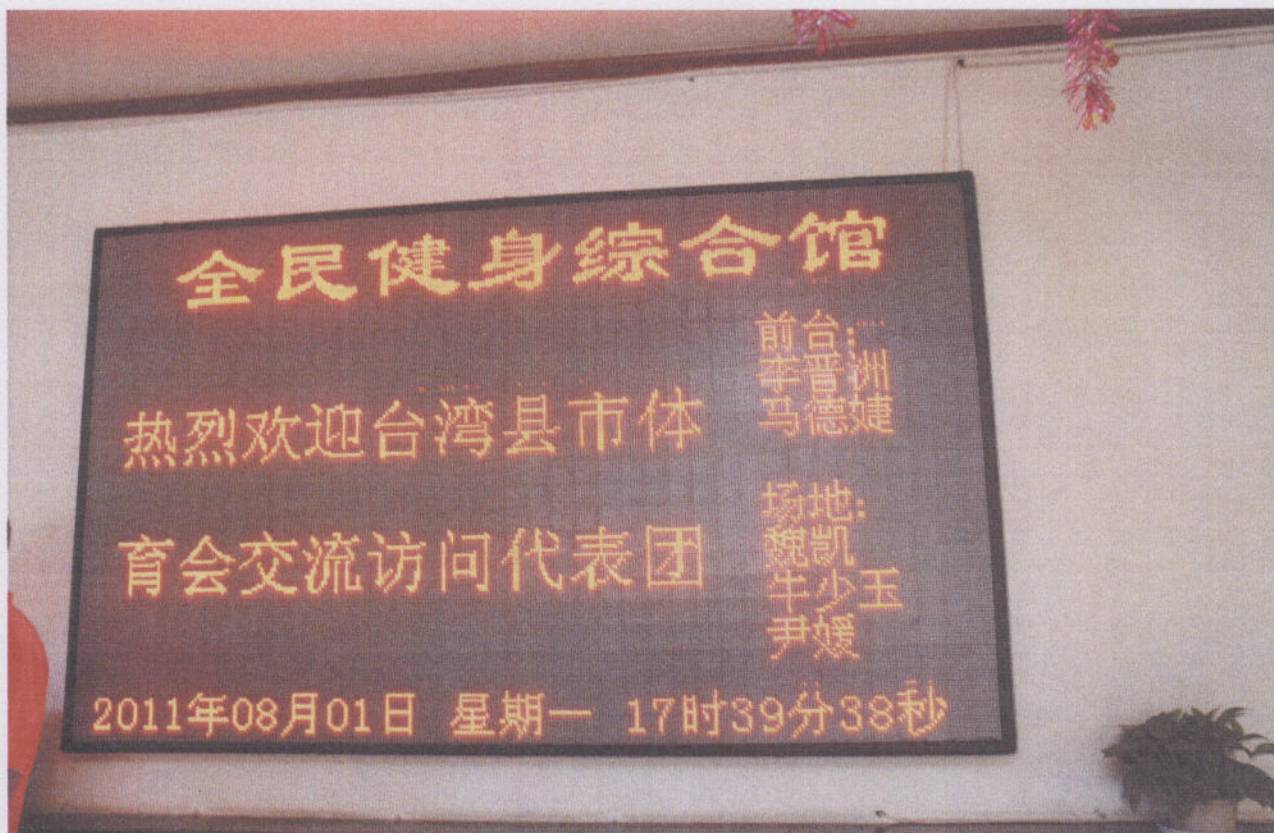 全民健身综合馆
热烈欢迎台湾县市体
育会交流访问代表团
前台:
李晋洲
马德婕
场地:
魏凯
牛少玉
尹媛
2011年08月01日 星期一 17时39分38秒